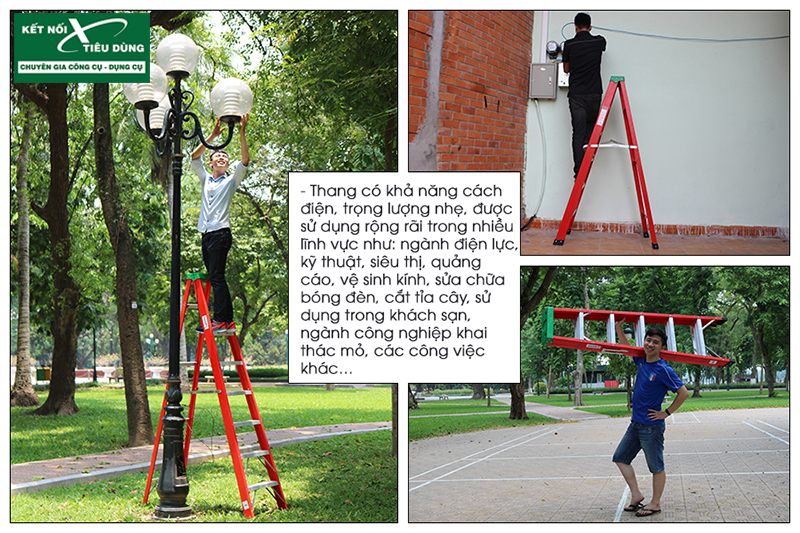 KẾT NỐI
TIÊU DÙNG
CHUYÊN GIA CÔNG CỤ - DỤNG CỤ
- Thang có khả năng cách
điện, trọng lượng nhẹ, được
sử dụng rộng rãi trong nhiều
lĩnh vực như: ngành điện lực,
kỹ thuật, siêu thị, quảng
cáo, vệ sinh kính, sửa chữa
bóng đèn, cắt tỉa cây, sử
dụng trong khách sạn,
ngành công nghiệp khai
thác mỏ, các công việc
khác...